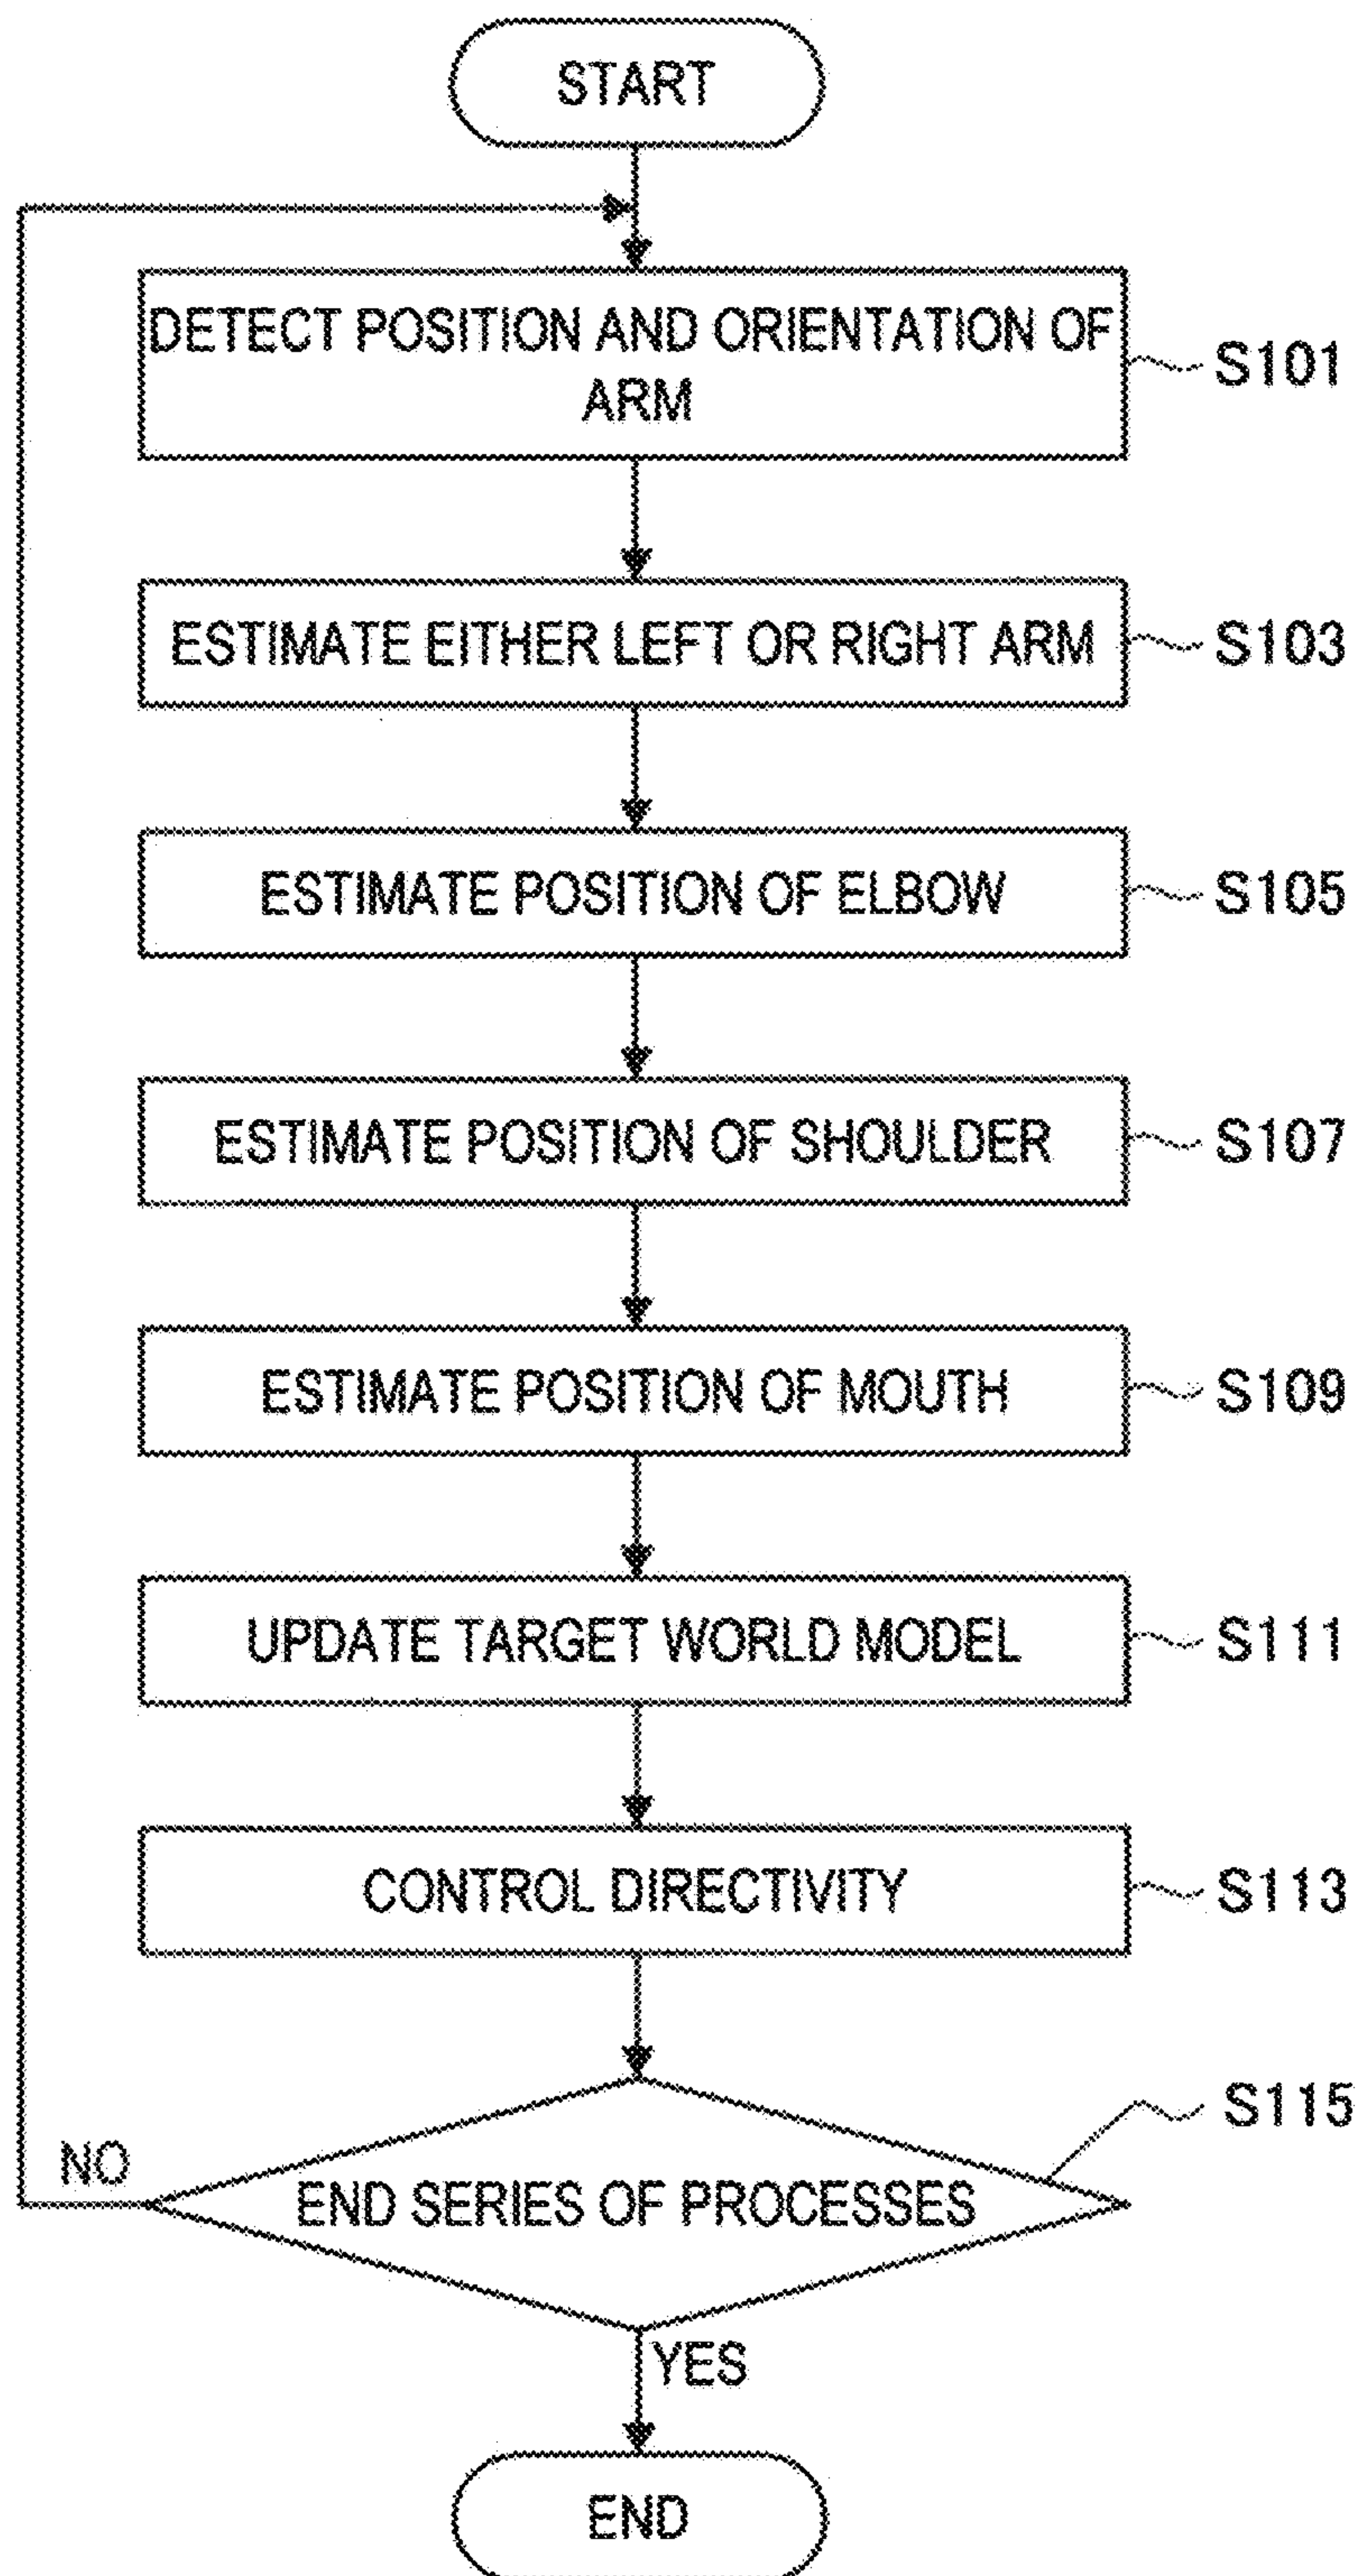 START
DETECT POSITION AND ORIENTATION OF
ARM
S101
ESTIMATE EITHER LEFT OR RIGHT ARM
S103
ESTIMATE POSITION OF ELBOW
S105
ESTIMATE POSITION OF SHOULDER
S107
ESTIMATE POSITION OF MOUTH
S109
UPDATE TARGET WORLD MODEL
S111
CONTROL DIRECTIVITY
S113
S115
NO
END SERIES OF PROCESSES
YES
END